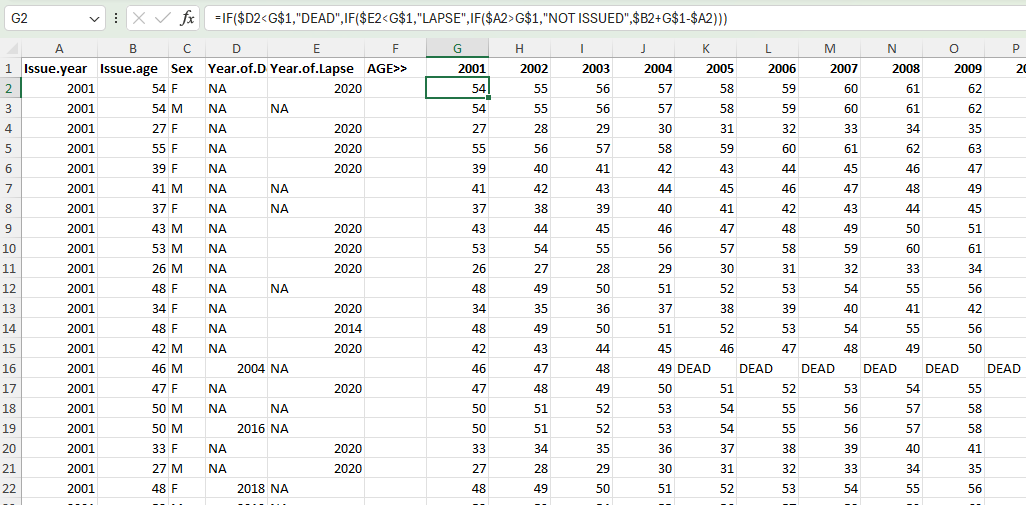 G2 fx =IF($D2<G$1,"DEAD",IF($E2<G$1,"LAPSE",IF($A2>G$1,"NOT ISSUED",$B2+G$1-$A2)))
A B C D E F G H I J K L M N O P
1 Issue.year Issue.age Sex Year.of.D Year.of.Lapse AGE>> 2001 2002 2003 2004 2005 2006 2007 2008 2009 20
2 2001 54 F NA 2020 54 55 56 57 58 59 60 61 62
3 2001 54 M NA NA 54 55 56 57 58 59 60 61 62
4 2001 27 F NA 2020 27 28 29 30 31 32 33 34 35
5 2001 55 F NA 2020 55 56 57 58 59 60 61 62 63
6 2001 39 F NA 2020 39 40 41 42 43 44 45 46 47
7 2001 41 M NA NA 41 42 43 44 45 46 47 48 49
8 2001 37 F NA NA 37 38 39 40 41 42 43 44 45
9 2001 43 M NA 2020 43 44 45 46 47 48 49 50 51
10 2001 53 M NA 2020 53 54 55 56 57 58 59 60 61
11 2001 26 M NA 2020 26 27 28 29 30 31 32 33 34
12 2001 48 F NA NA 48 49 50 51 52 53 54 55 56
13 2001 34 F NA 2020 34 35 36 37 38 39 40 41 42
14 2001 48 F NA 2014 48 49 50 51 52 53 54 55 56
15 2001 42 M NA 2020 42 43 44 45 46 47 48 49 50
16 2001 46 M 2004 NA 46 47 48 49 DEAD DEAD DEAD DEAD DEAD DEAD
17 2001 47 F NA 2020 47 48 49 50 51 52 53 54 55
18 2001 50 M NA NA 50 51 52 53 54 55 56 57 58
19 2001 50 M 2016 NA 50 51 52 53 54 55 56 57 58
20 2001 33 F NA 2020 33 34 35 36 37 38 39 40 41
21 2001 27 M NA 2020 27 28 29 30 31 32 33 34 35
22 2001 48 F 2018 NA 48 49 50 51 52 53 54 55 56